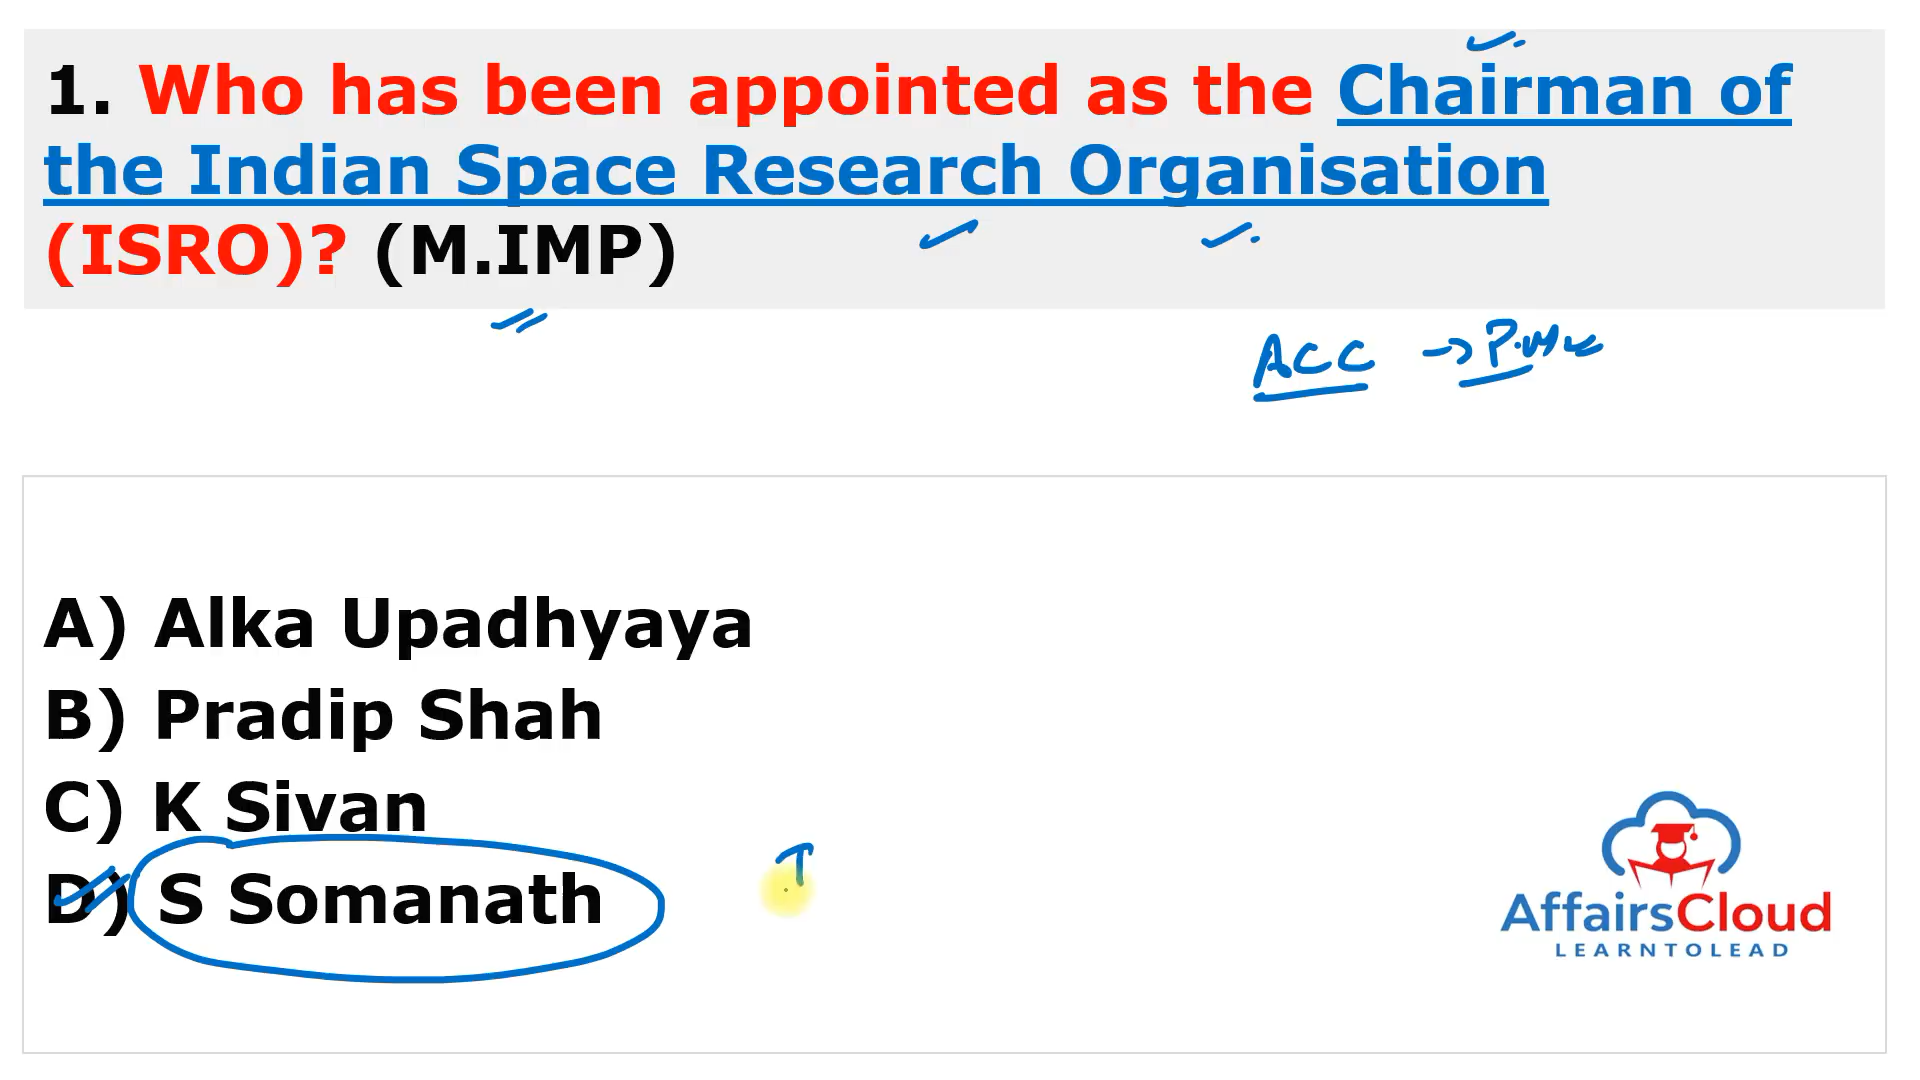 1. Who has been appointed as the Chairman of
the Indian Space Research Organisation
(ISRO)? (M.IMP)
ACC → P.M
A) Alka Upadhyaya
B) Pradip Shah
C) K Sivan
D) S Somanath
AffairsCloud
LEARNTOLEAD